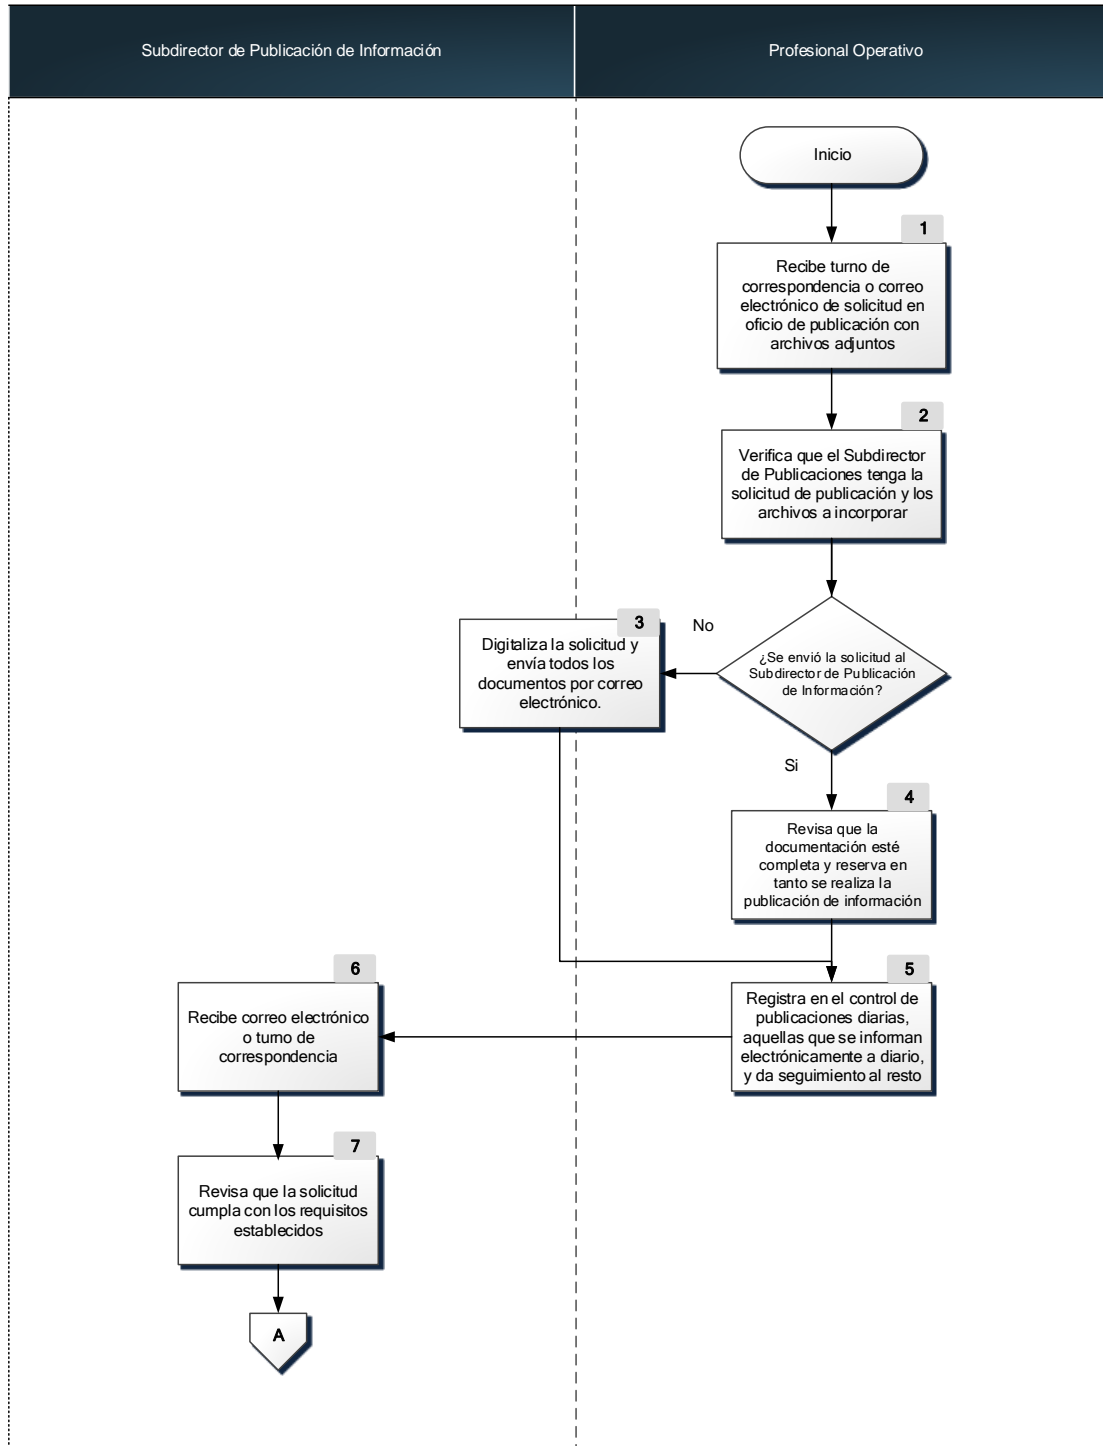 Subdirector de Publicación de Información
Profesional Operativo
Inicio
1
Recibe turno de
correspondencia o correo
electrónico de solicitud en
oficio de publicación con
archivos adjuntos
2
Verifica que el Subdirector
de Publicaciones tenga la
solicitud de publicación y los
archivos a incorporar
¿Se envió la solicitud al
Subdirector de Publicación
de Información?
No
3
Digitaliza la solicitud y
envía todos los
documentos por correo
electrónico.
Si
4
Revisa que la
documentación esté
completa y reserva en
tanto se realiza la
publicación de información
5
Registra en el control de
publicaciones diarias,
aquellas que se informan
electrónicamente a diario,
y da seguimiento al resto
6
Recibe correo electrónico
o turno de
correspondencia
7
Revisa que la solicitud
cumpla con los requisitos
establecidos
A